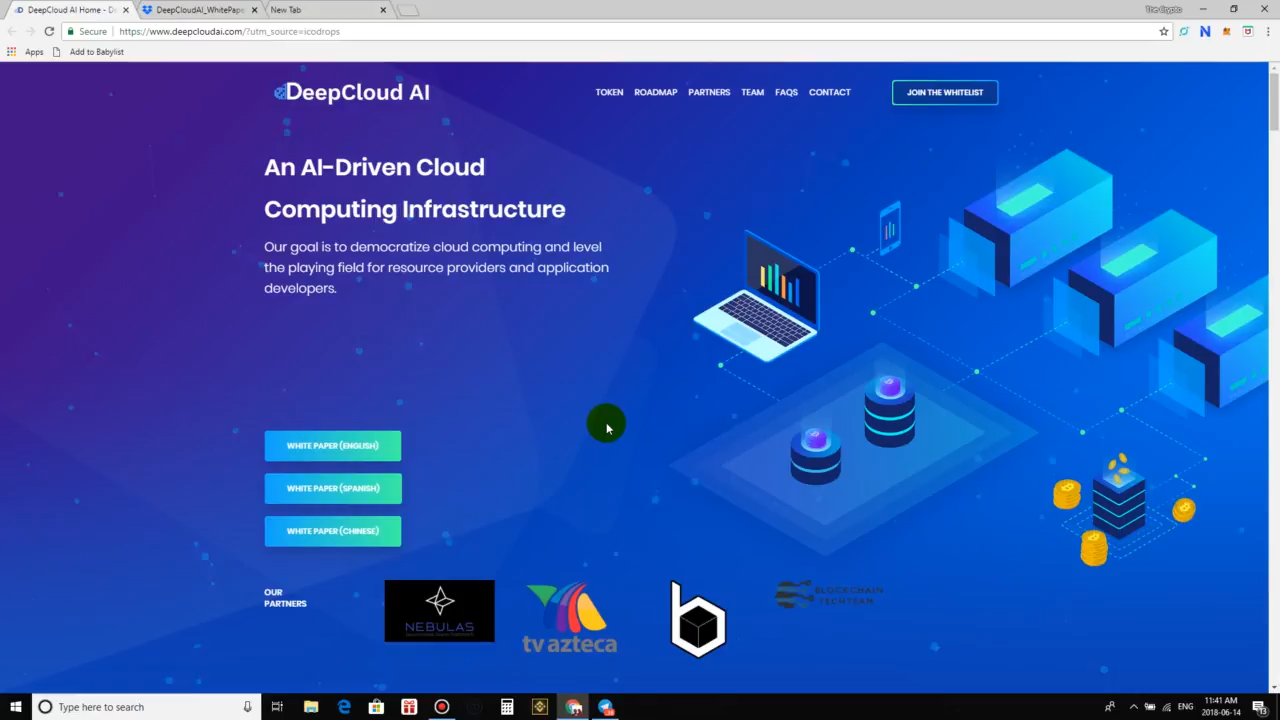 DeepCloud AI Home - De
DeepCloudAI_WhitePape
New Tab
The Crypto
Secure
https://www.deepcloudai.com/?utm_source=icodrops
Apps
Add to Babylist
DeepCloud AI
TOKEN
ROADMAP
PARTNERS
TEAM
FAQS
CONTACT
JOIN THE WHITELIST
An AI-Driven Cloud
Computing Infrastructure
Our goal is to democratize cloud computing and level
the playing field for resource providers and application
developers.
WHITE PAPER (ENGLISH)
WHITE PAPER (SPANISH)
WHITE PAPER (CHINESE)
OUR
PARTNERS
NEBULAS
tv azteca
BLOCKCHAIN
TECHTEAM
Type here to search
ENG
11:41 AM
2018-06-14
13